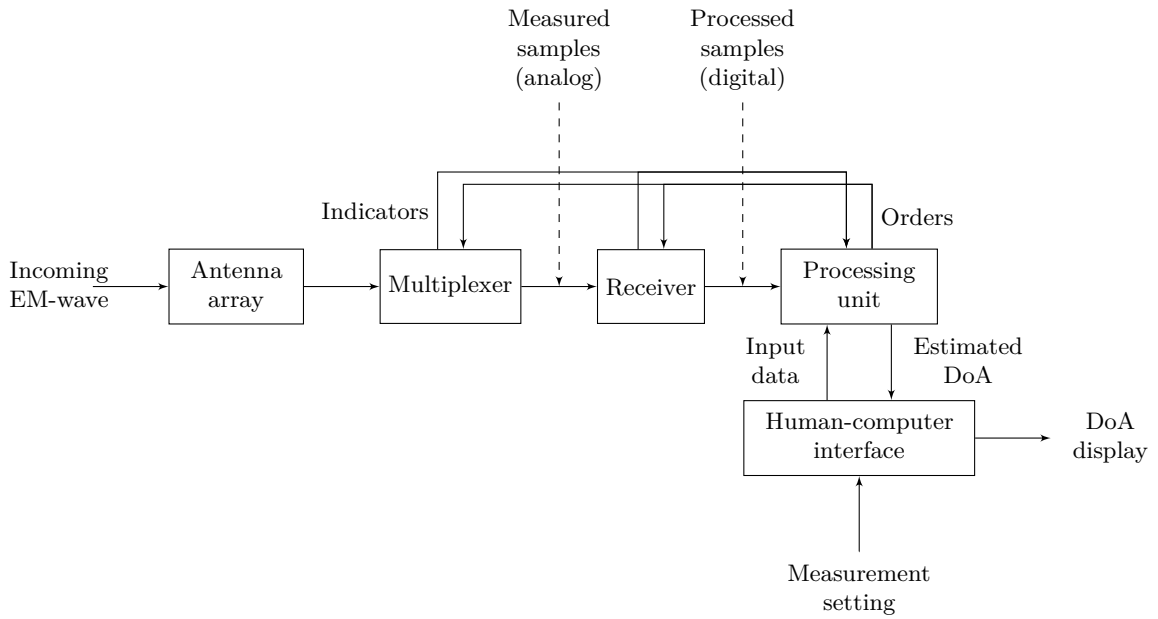 Measured
samples
(analog)
Processed
samples
(digital)
Indicators
Orders
Incoming
EM-wave
Antenna
array
Multiplexer
Receiver
Processing
unit
Input
data
Estimated
DoA
Human-computer
interface
DoA
display
Measurement
setting